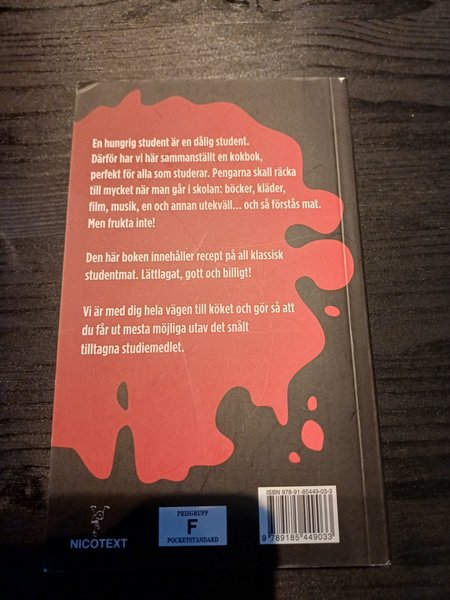 En hungrig student är en dålig student.
Därför har vi här sammanställt en kokbok,
perfekt för alla som studerar. Pengarna skall räcka
till mycket när man går i skolan: böcker, kläder,
film, musik, en och annan utekväll... och så förstås mat.
Men frukta inte!
Den här boken innehåller recept på all klassisk
studentmat. Lättlagat, gott och billigt!
Vi är med dig hela vägen till köket och gör så att
du får ut mesta möjliga utav det snålt
tilltagna studiemedlet.
NICOTEXT
PRISGRUPP
F
POCKETSTANDARD
ISBN 978-91-85449-03-3
9 789185 449033